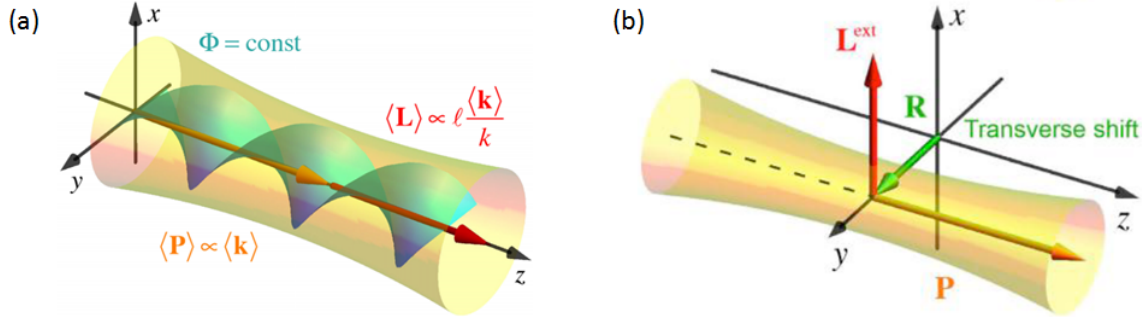 (a)
x
Φ = const
⟨L⟩ ∝ ℓ ⟨k⟩/k
y
⟨P⟩ ∝ ⟨k⟩
z
(b)
x
L^ext
R
Transverse shift
z
y
P